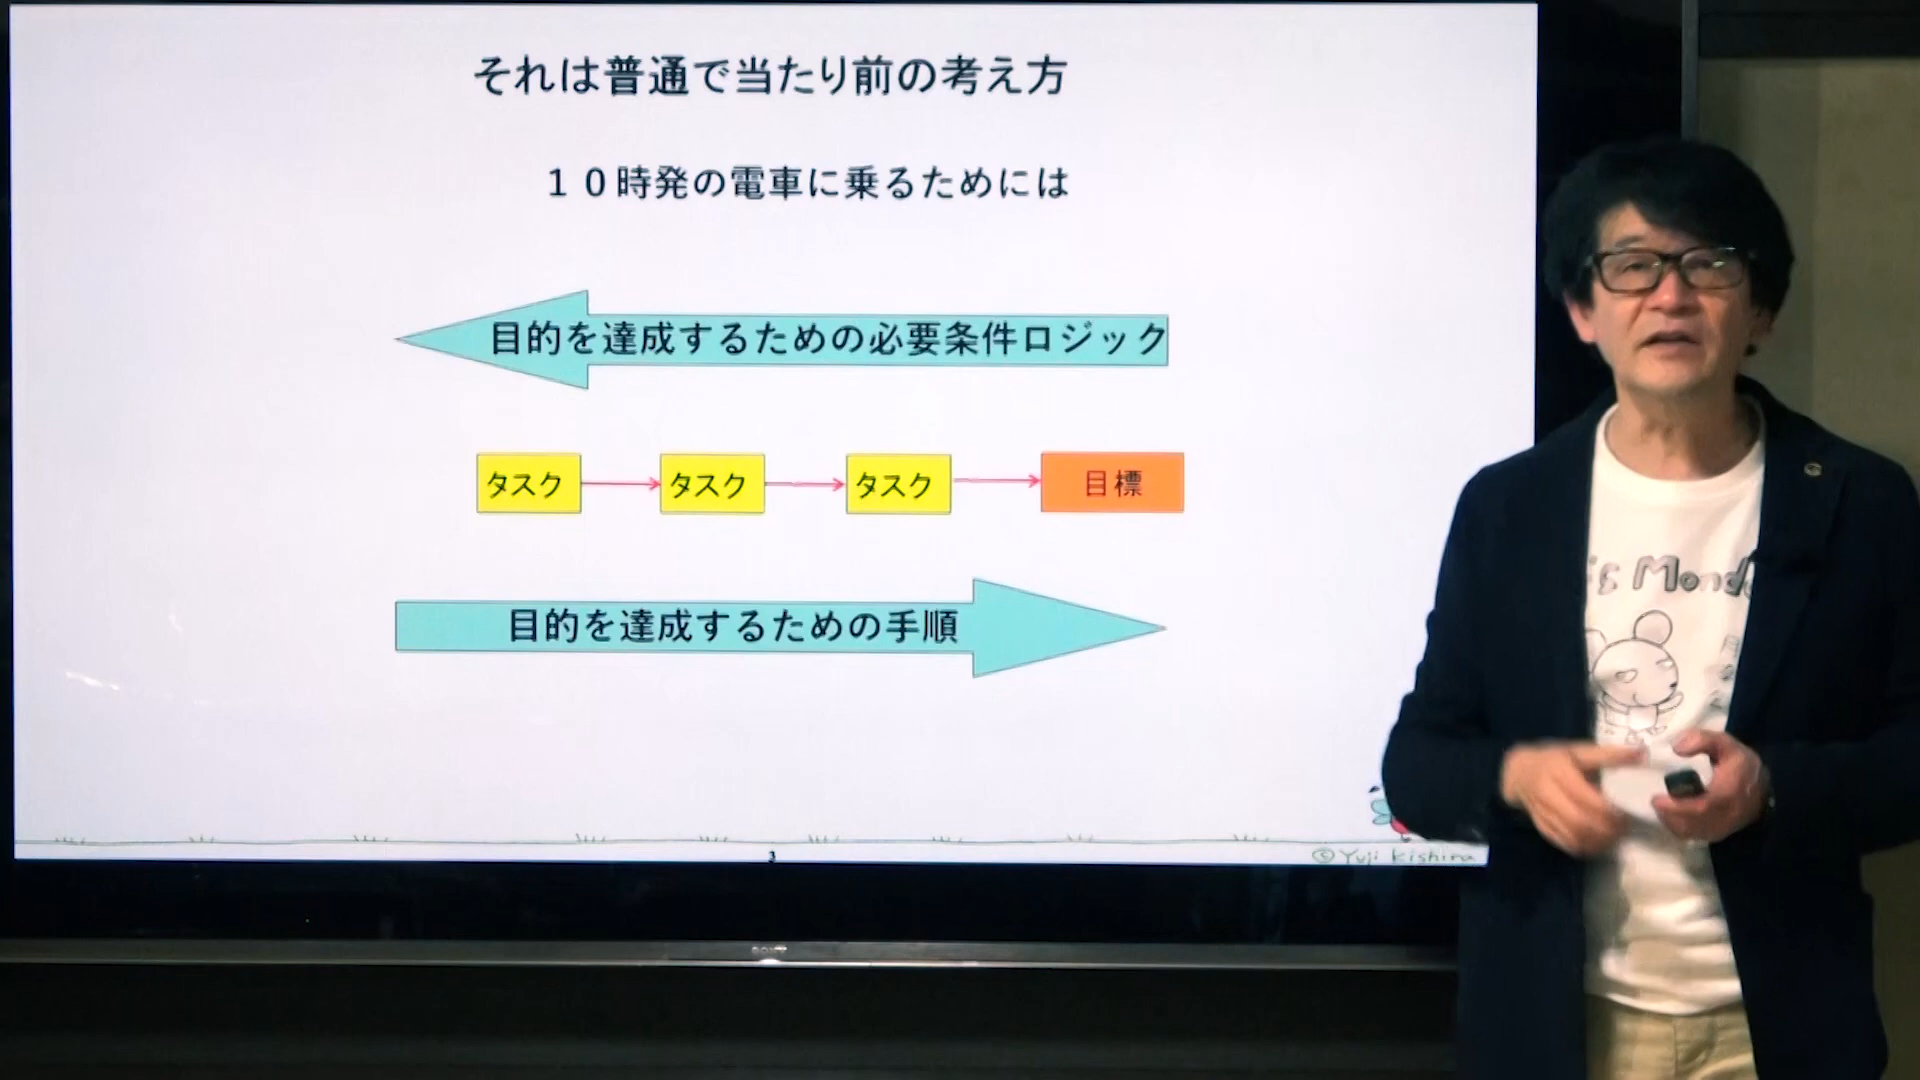 それは普通で当たり前の考え方
１０時発の電車に乗るためには
目的を達成するための必要条件ロジック
タスク タスク タスク 目標
目的を達成するための手順
3
©Yuji Kishira
SONY